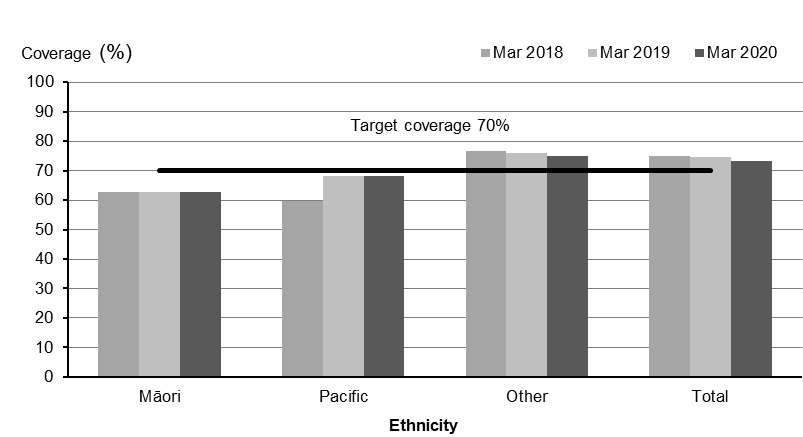 Coverage (%)
Mar 2018 Mar 2019 Mar 2020
100
90
80
Target coverage 70%
70
60
50
40
30
20
10
0
Māori Pacific Other Total
Ethnicity